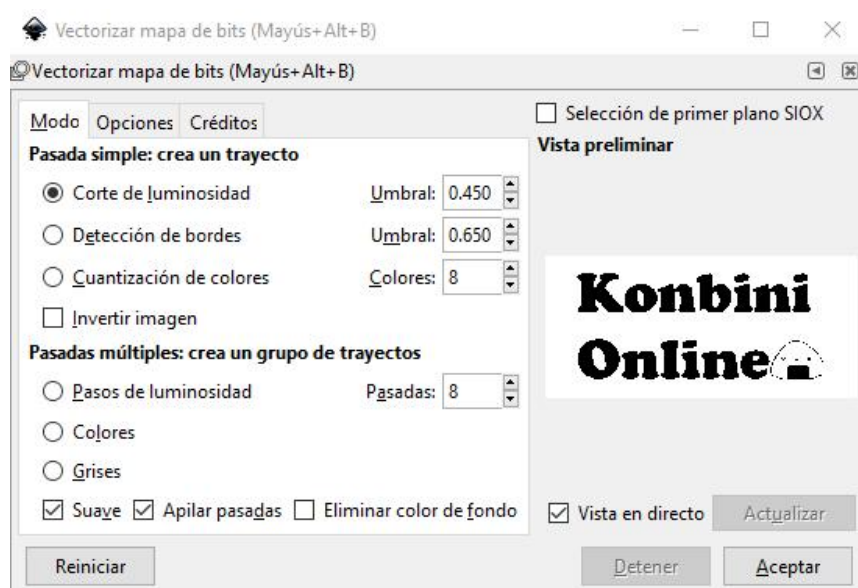 Vectorizar mapa de bits (Mayús+Alt+B)
Vectorizar mapa de bits (Mayús+Alt+B)
Modo Opciones Créditos
Pasada simple: crea un trayecto
Corte de luminosidad Umbral: 0.450
Detección de bordes Umbral: 0.650
Cuantización de colores Colores: 8
Invertir imagen
Pasadas múltiples: crea un grupo de trayectos
Pasos de luminosidad Pasadas: 8
Colores
Grises
Suave Apilar pasadas Eliminar color de fondo
Reiniciar
Selección de primer plano SIOX
Vista preliminar
Konbini
Online
Vista en directo Actualizar
Detener Aceptar